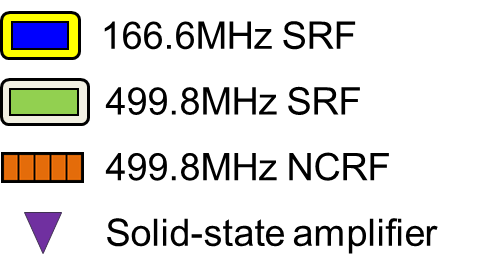 166.6MHz SRF
499.8MHz SRF
499.8MHz NCRF
Solid-state amplifier